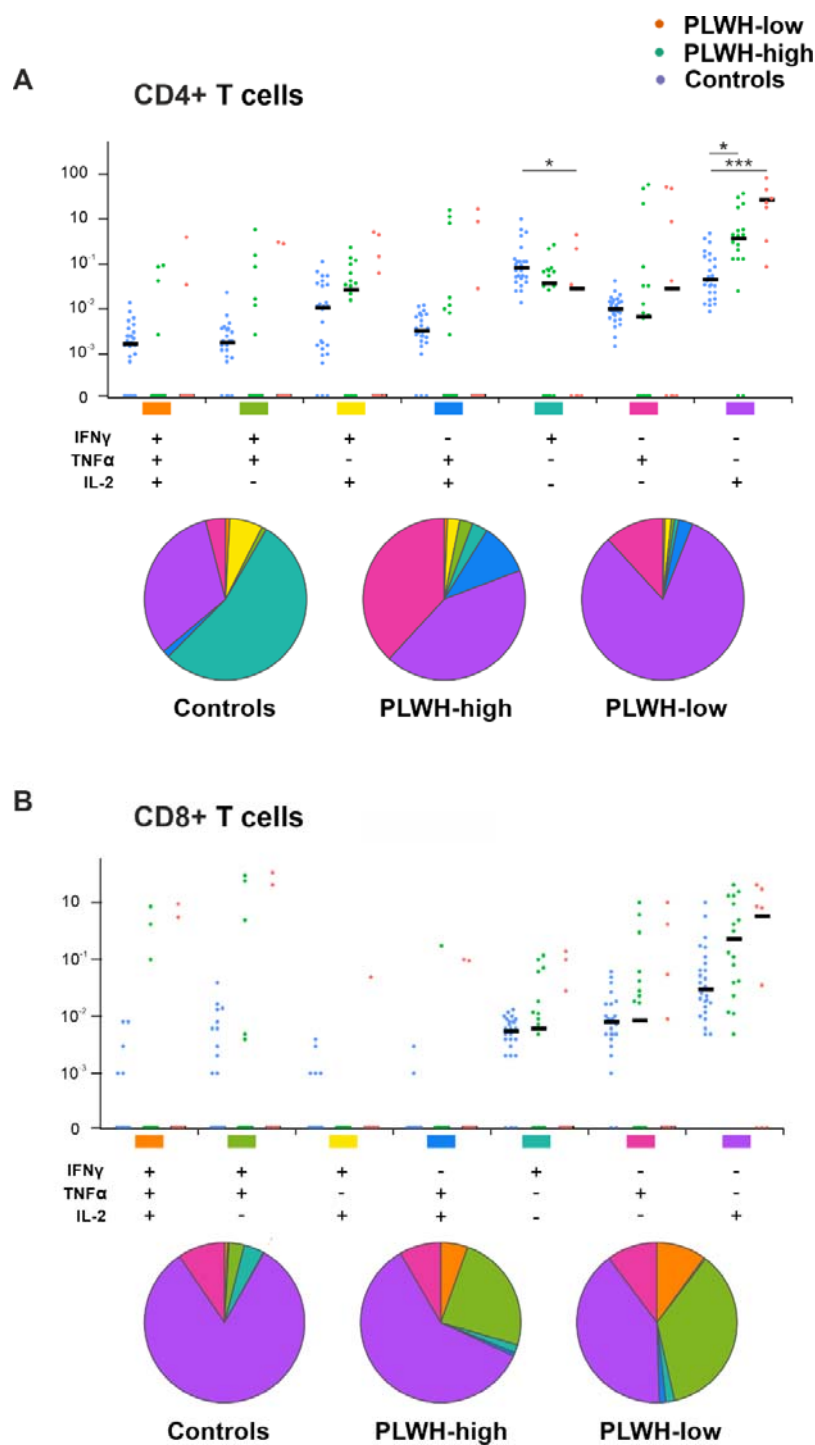 PLWH-low
PLWH-high
Controls
A
CD4+ T cells
* ***
*
100
10
10-1
10-2
10-3
0
IFNγ + + + - + - -
TNFα + + - + - + -
IL-2 + - + + - - +
Controls PLWH-high PLWH-low
B
CD8+ T cells
10
10-1
10-2
10-3
0
IFNγ + + + - + - -
TNFα + + - + - + -
IL-2 + - + + - - +
Controls PLWH-high PLWH-low